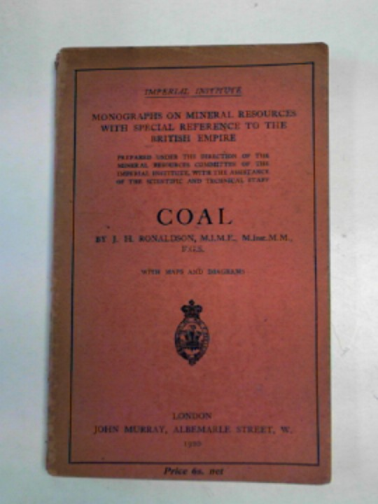 IMPERIAL INSTITUTE
MONOGRAPHS ON MINERAL RESOURCES
WITH SPECIAL REFERENCE TO THE
BRITISH EMPIRE
PREPARED UNDER THE DIRECTION OF THE
MINERAL RESOURCES COMMITTEE OF THE
IMPERIAL INSTITUTE, WITH THE ASSISTANCE
OF THE SCIENTIFIC AND TECHNICAL STAFF
COAL
BY J. H. RONALDSON, M.I.M.E., M.Inst.M.M.,
F.G.S.
WITH MAPS AND DIAGRAMS
LONDON
JOHN MURRAY, ALBEMARLE STREET, W.
Price 6s. net